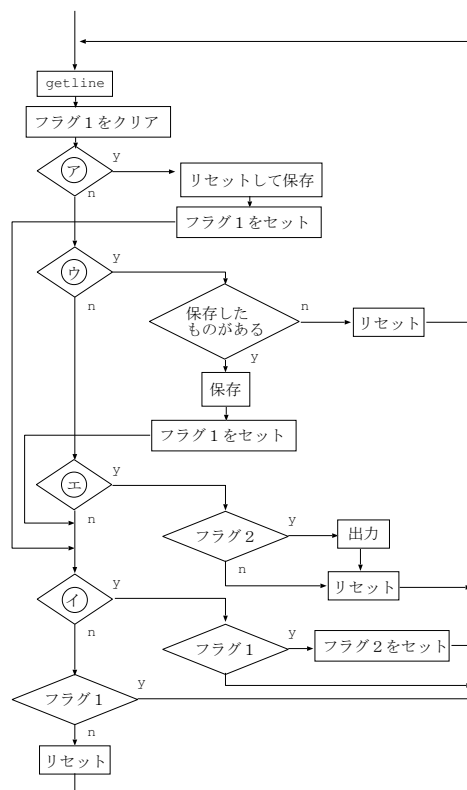 getline
フラグ1をクリア
ア
y
n
リセットして保存
フラグ1をセット
ウ
y
n
保存した
ものがある
n
y
リセット
保存
フラグ1をセット
エ
y
n
フラグ2
y
n
出力
リセット
イ
y
n
フラグ1
y
n
フラグ2をセット
フラグ1
y
n
リセット